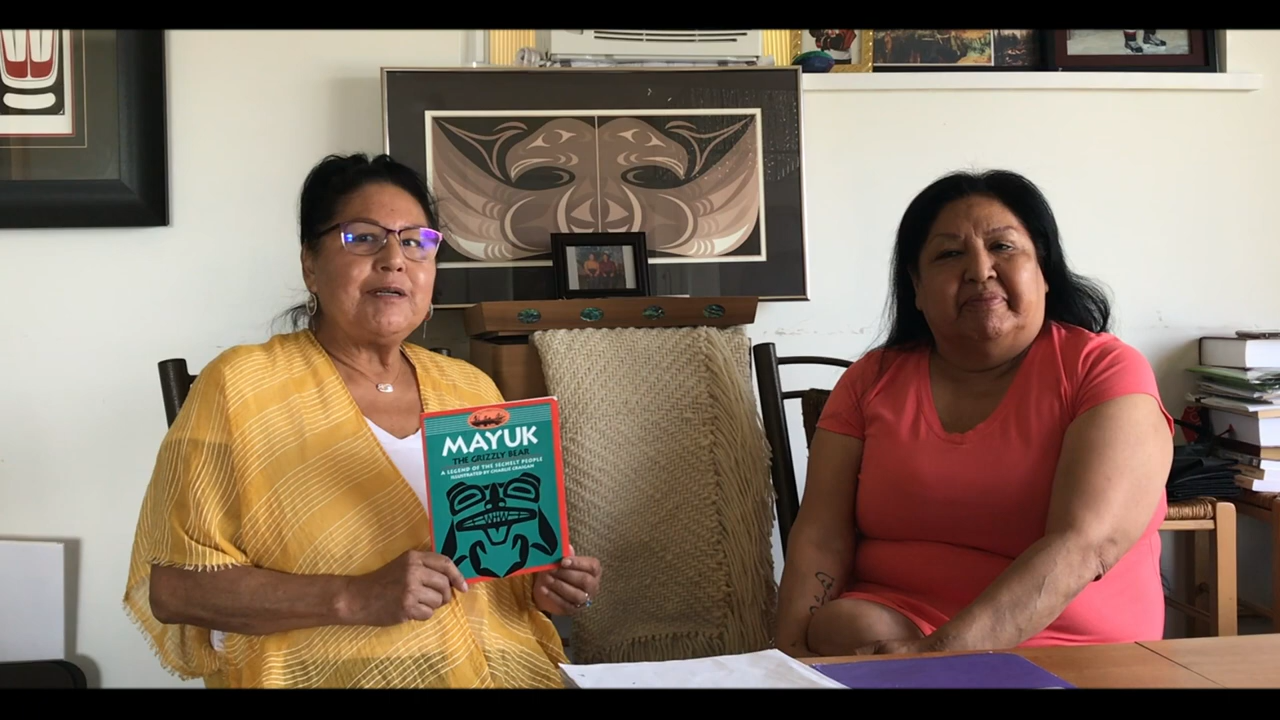 MAYUK
THE GRIZZLY BEAR
A LEGEND OF THE SECHELT PEOPLE
ILLUSTRATED BY CHARLIE CRAIGAN